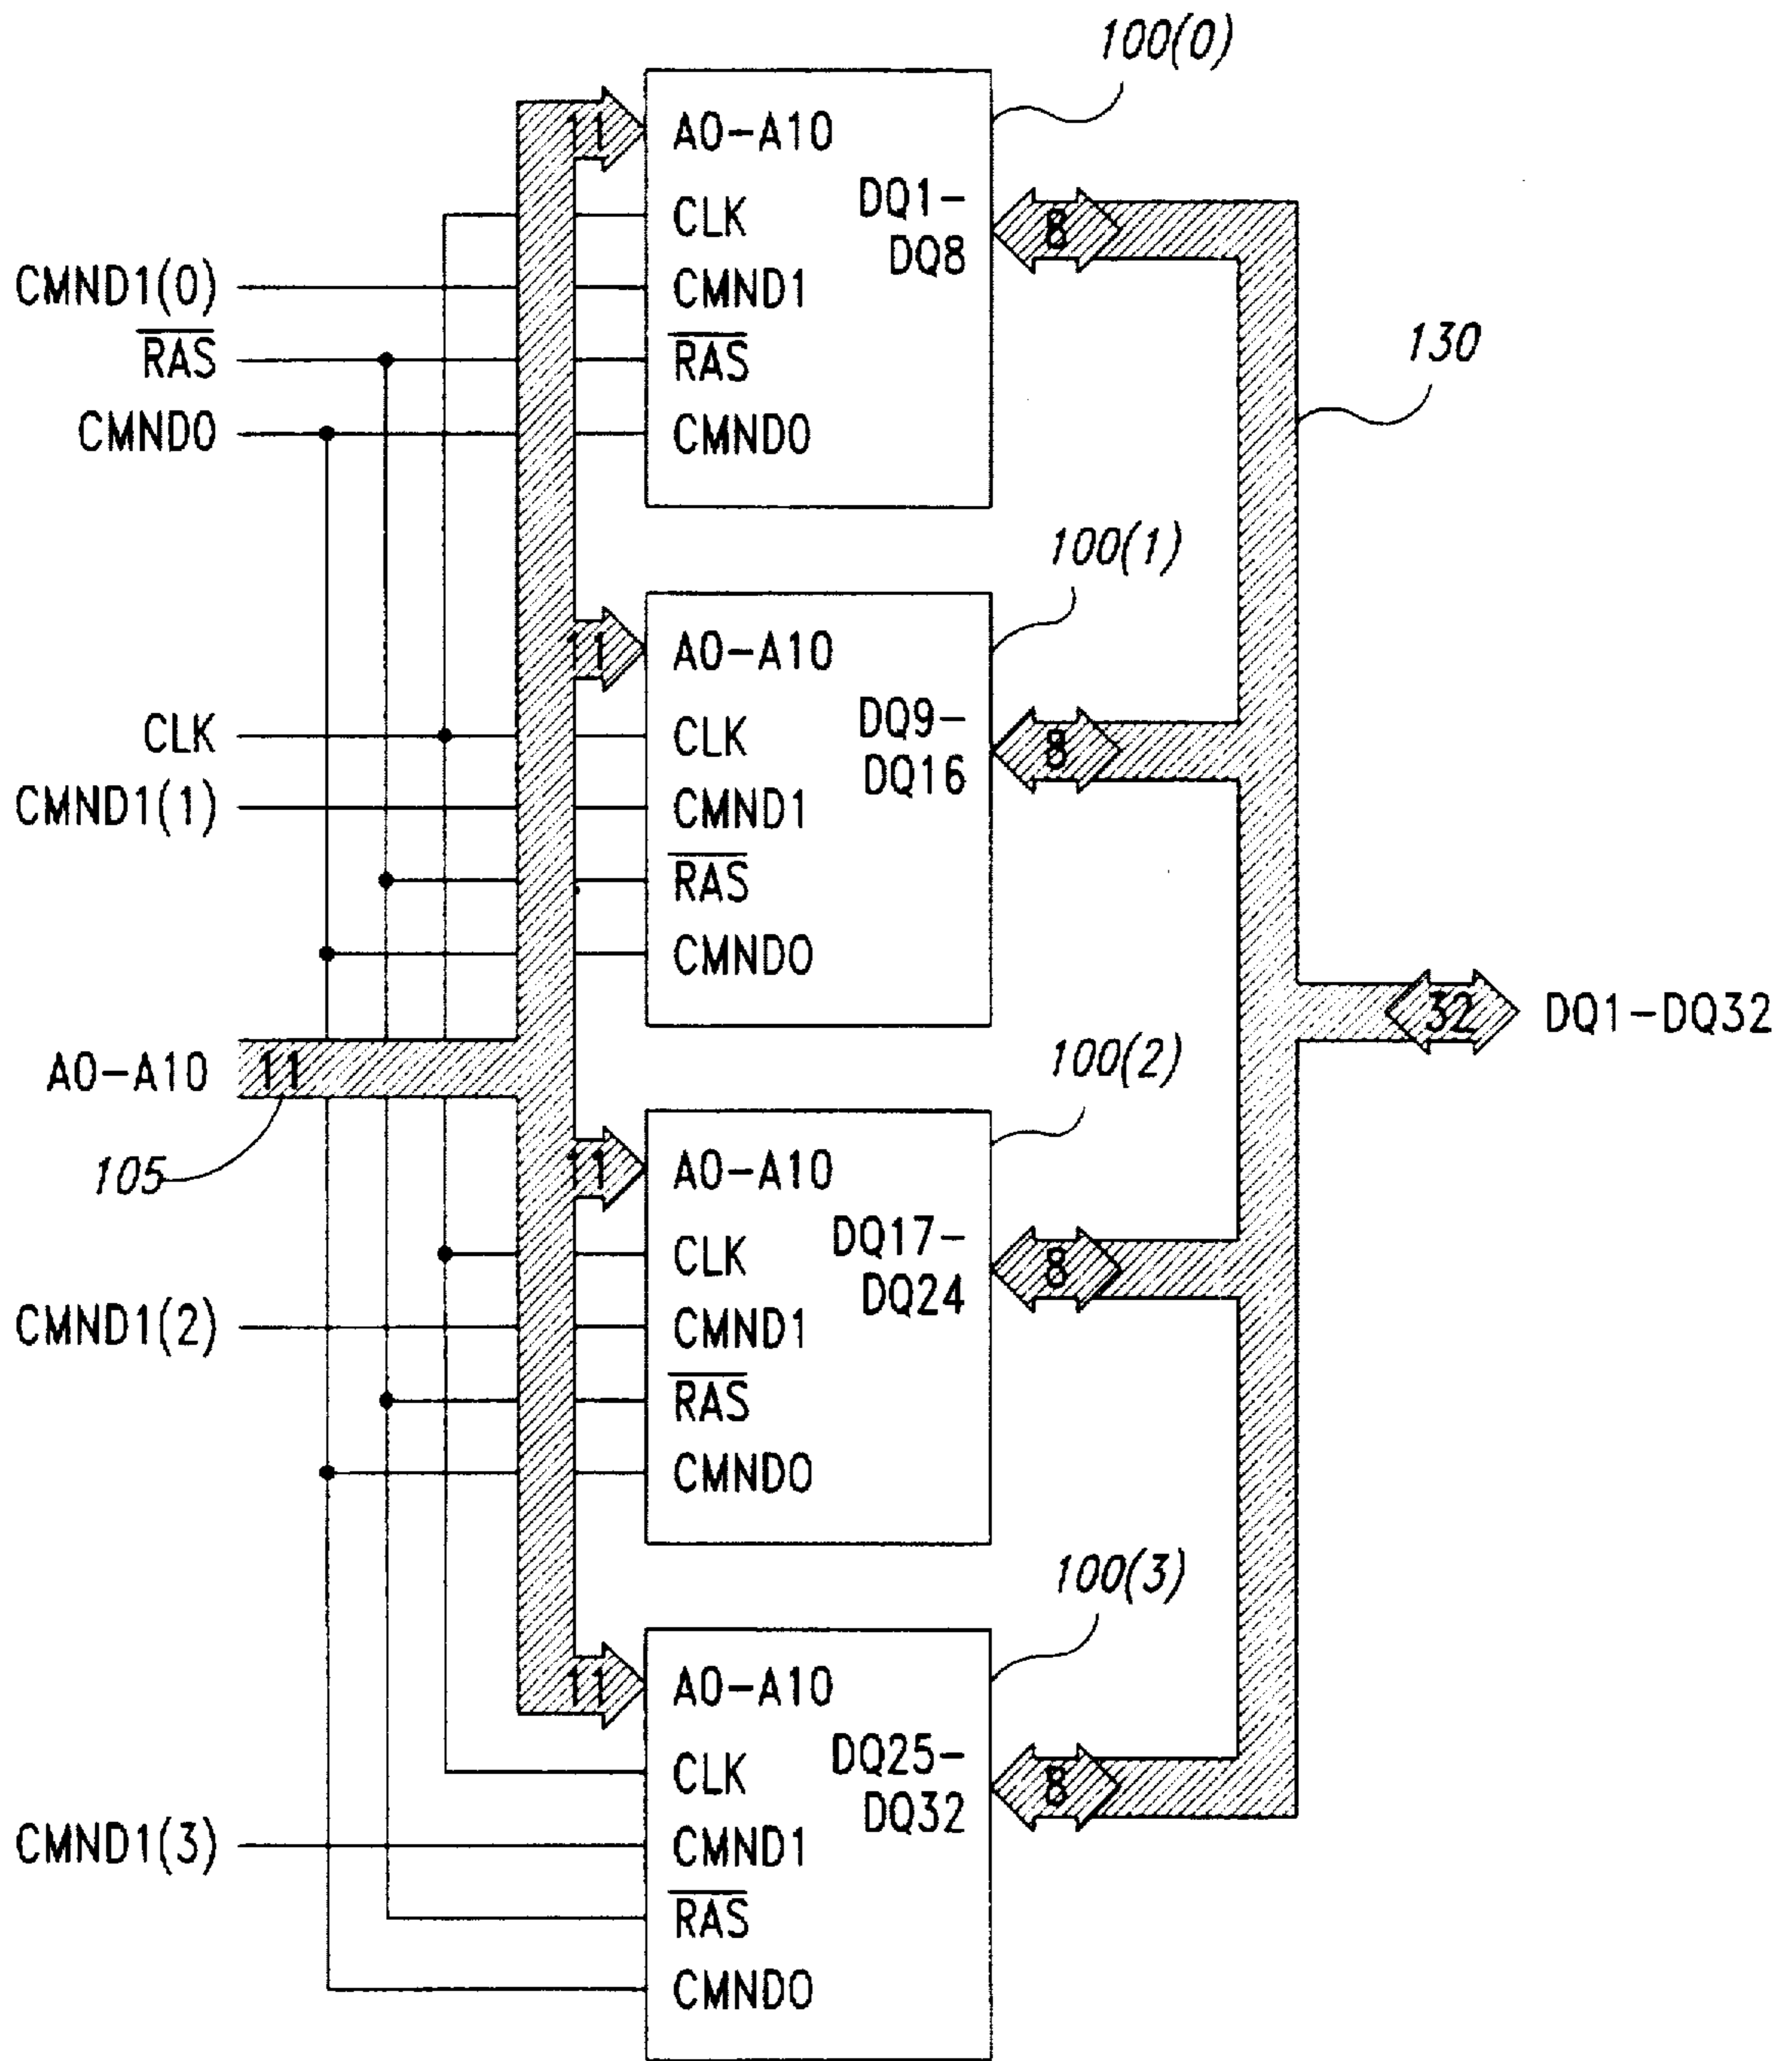 100(0)
11
A0-A10
DQ1-
DQ8
8
CLK
CMND1(0)
CMND1
RAS
RAS
CMND0
CMND0
130
100(1)
11
A0-A10
DQ9-
DQ16
8
CLK
CLK
CMND1(1)
CMND1
RAS
CMND0
32
DQ1-DQ32
A0-A10
11
105
100(2)
11
A0-A10
DQ17-
DQ24
8
CLK
CMND1(2)
CMND1
RAS
CMND0
100(3)
11
A0-A10
DQ25-
DQ32
8
CLK
CMND1(3)
CMND1
RAS
CMND0